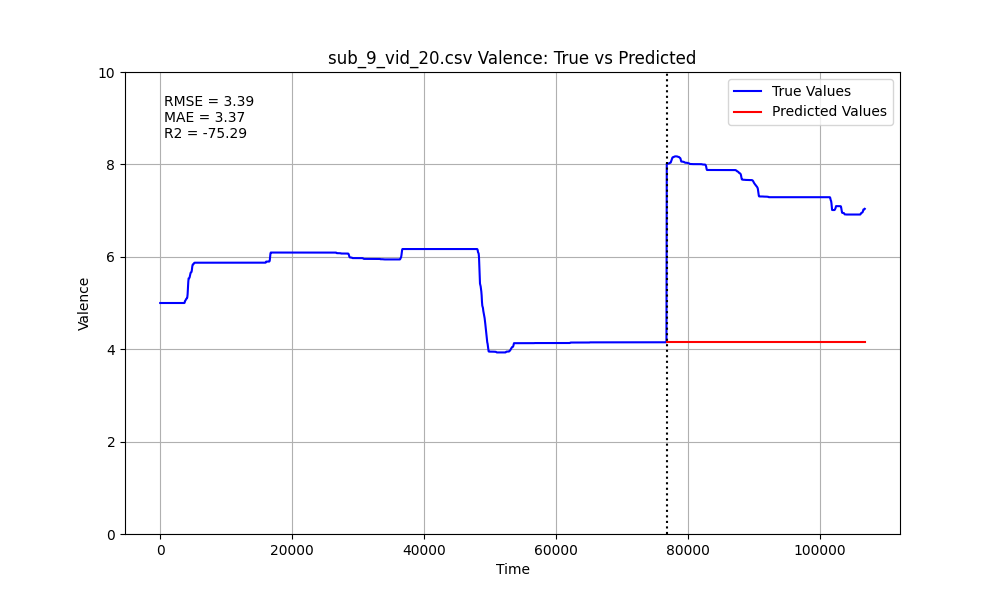 sub_9_vid_20.csv Valence: True vs Predicted
RMSE = 3.39
MAE = 3.37
R2 = -75.29
True Values
Predicted Values
Valence
10
8
6
4
2
0
0 20000 40000 60000 80000 100000
Time